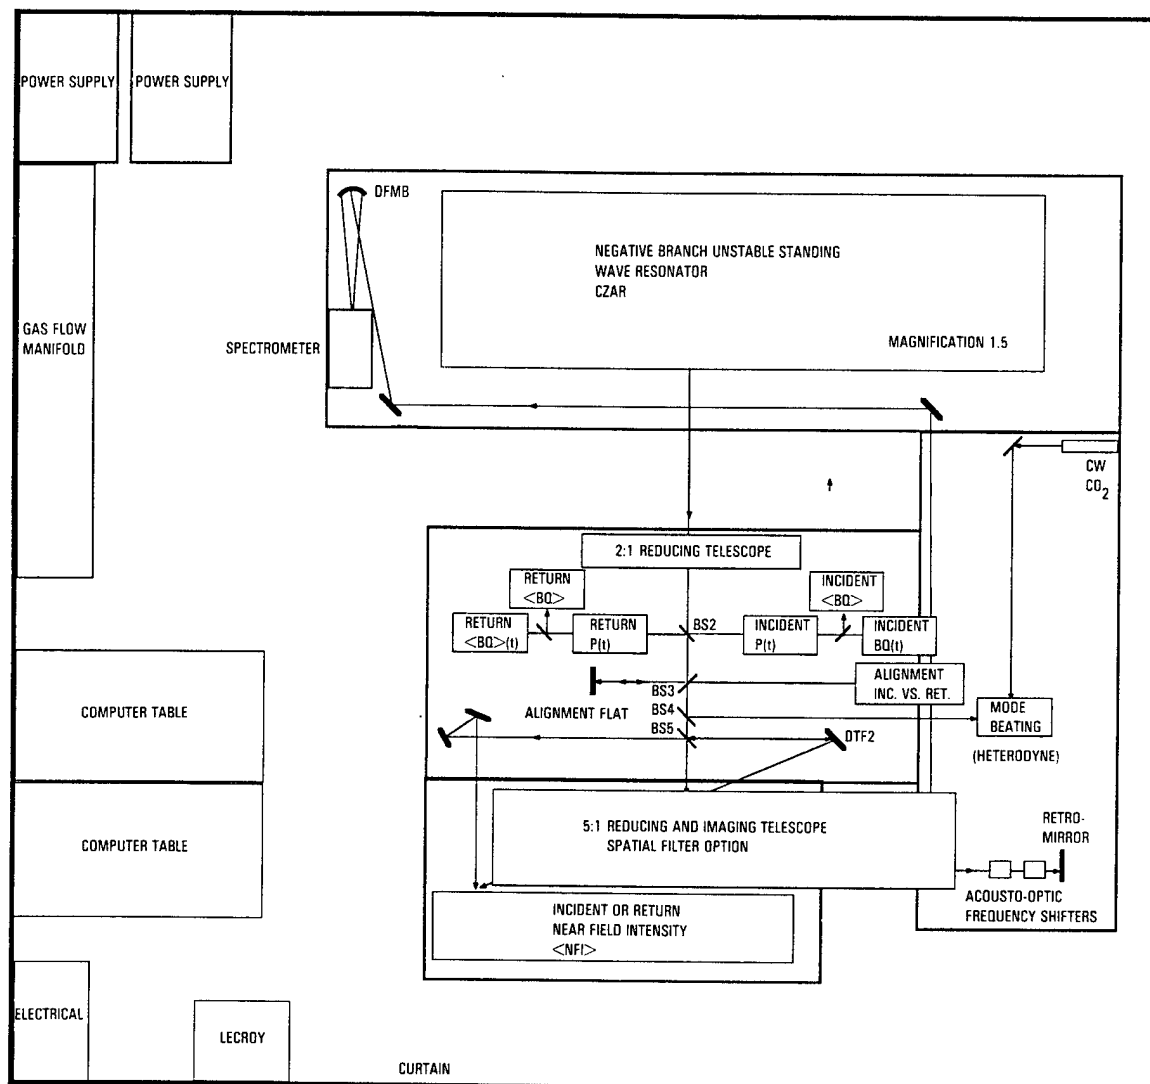 POWER SUPPLY
POWER SUPPLY
DFMB
NEGATIVE BRANCH UNSTABLE STANDING
WAVE RESONATOR
CZAR
MAGNIFICATION 1.5
GAS FLOW
MANIFOLD
SPECTROMETER
CW
CO2
2:1 REDUCING TELESCOPE
RETURN
<BQ>
INCIDENT
<BQ>
RETURN
<BQ>(t)
RETURN
P(t)
BS2
INCIDENT
P(t)
INCIDENT
BQ(t)
BS3
ALIGNMENT
INC. VS. RET.
ALIGNMENT FLAT
BS4
MODE
BEATING
(HETERODYNE)
BS5
DTF2
COMPUTER TABLE
COMPUTER TABLE
5:1 REDUCING AND IMAGING TELESCOPE
SPATIAL FILTER OPTION
RETRO-
MIRROR
ACOUSTO-OPTIC
FREQUENCY SHIFTERS
INCIDENT OR RETURN
NEAR FIELD INTENSITY
<NFI>
ELECTRICAL
LECROY
CURTAIN